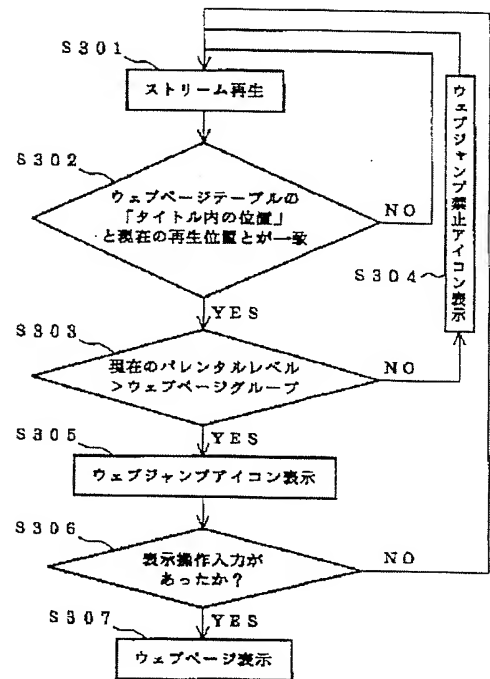 S301
ストリーム再生
S302
ウェブページテーブルの
「タイトル内の位置」
と現在の再生位置とが一致
NO
YES
ウェブジャンプ禁止アイコン表示
S304
S303
現在のパレンタルレベル
＞ウェブページグループ
NO
YES
S305
ウェブジャンプアイコン表示
S306
表示操作入力が
あったか？
NO
YES
S307
ウェブページ表示